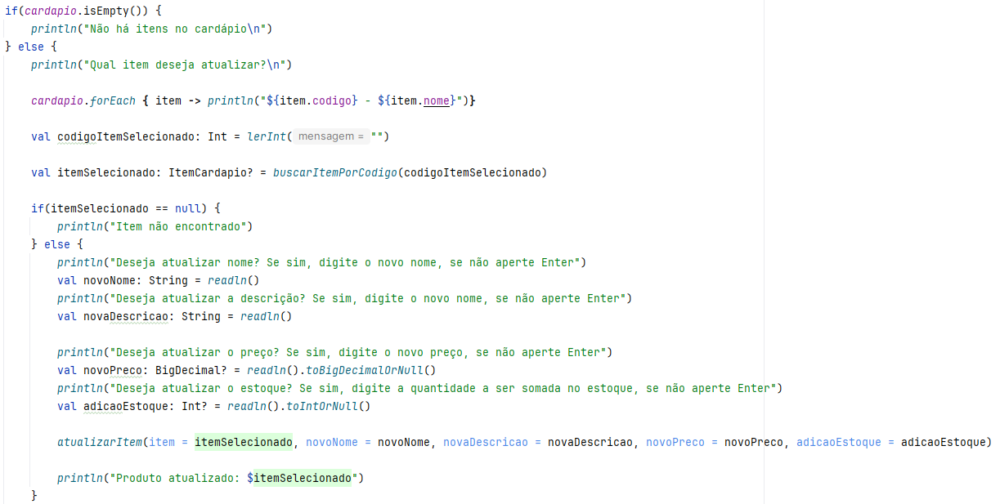 if(cardapio.isEmpty()) {
    println("Não há itens no cardápio\n")
} else {
    println("Qual item deseja atualizar?\n")
    cardapio.forEach { item -> println("${item.codigo} - ${item.nome}")}
    val codigoItemSelecionado: Int = lerInt( mensagem = "")
    val itemSelecionado: ItemCardapio? = buscarItemPorCodigo(codigoItemSelecionado)
    if(itemSelecionado == null) {
        println("Item não encontrado")
    } else {
        println("Deseja atualizar nome? Se sim, digite o novo nome, se não aperte Enter")
        val novoNome: String = readln()
        println("Deseja atualizar a descrição? Se sim, digite o novo nome, se não aperte Enter")
        val novaDescricao: String = readln()
        println("Deseja atualizar o preço? Se sim, digite o novo preço, se não aperte Enter")
        val novoPreco: BigDecimal? = readln().toBigDecimalOrNull()
        println("Deseja atualizar o estoque? Se sim, digite a quantidade a ser somada no estoque, se não aperte Enter")
        val adicaoEstoque: Int? = readln().toIntOrNull()
        atualizarItem(item = itemSelecionado, novoNome = novoNome, novaDescricao = novaDescricao, novoPreco = novoPreco, adicaoEstoque = adicaoEstoque)
        println("Produto atualizado: $itemSelecionado")
    }